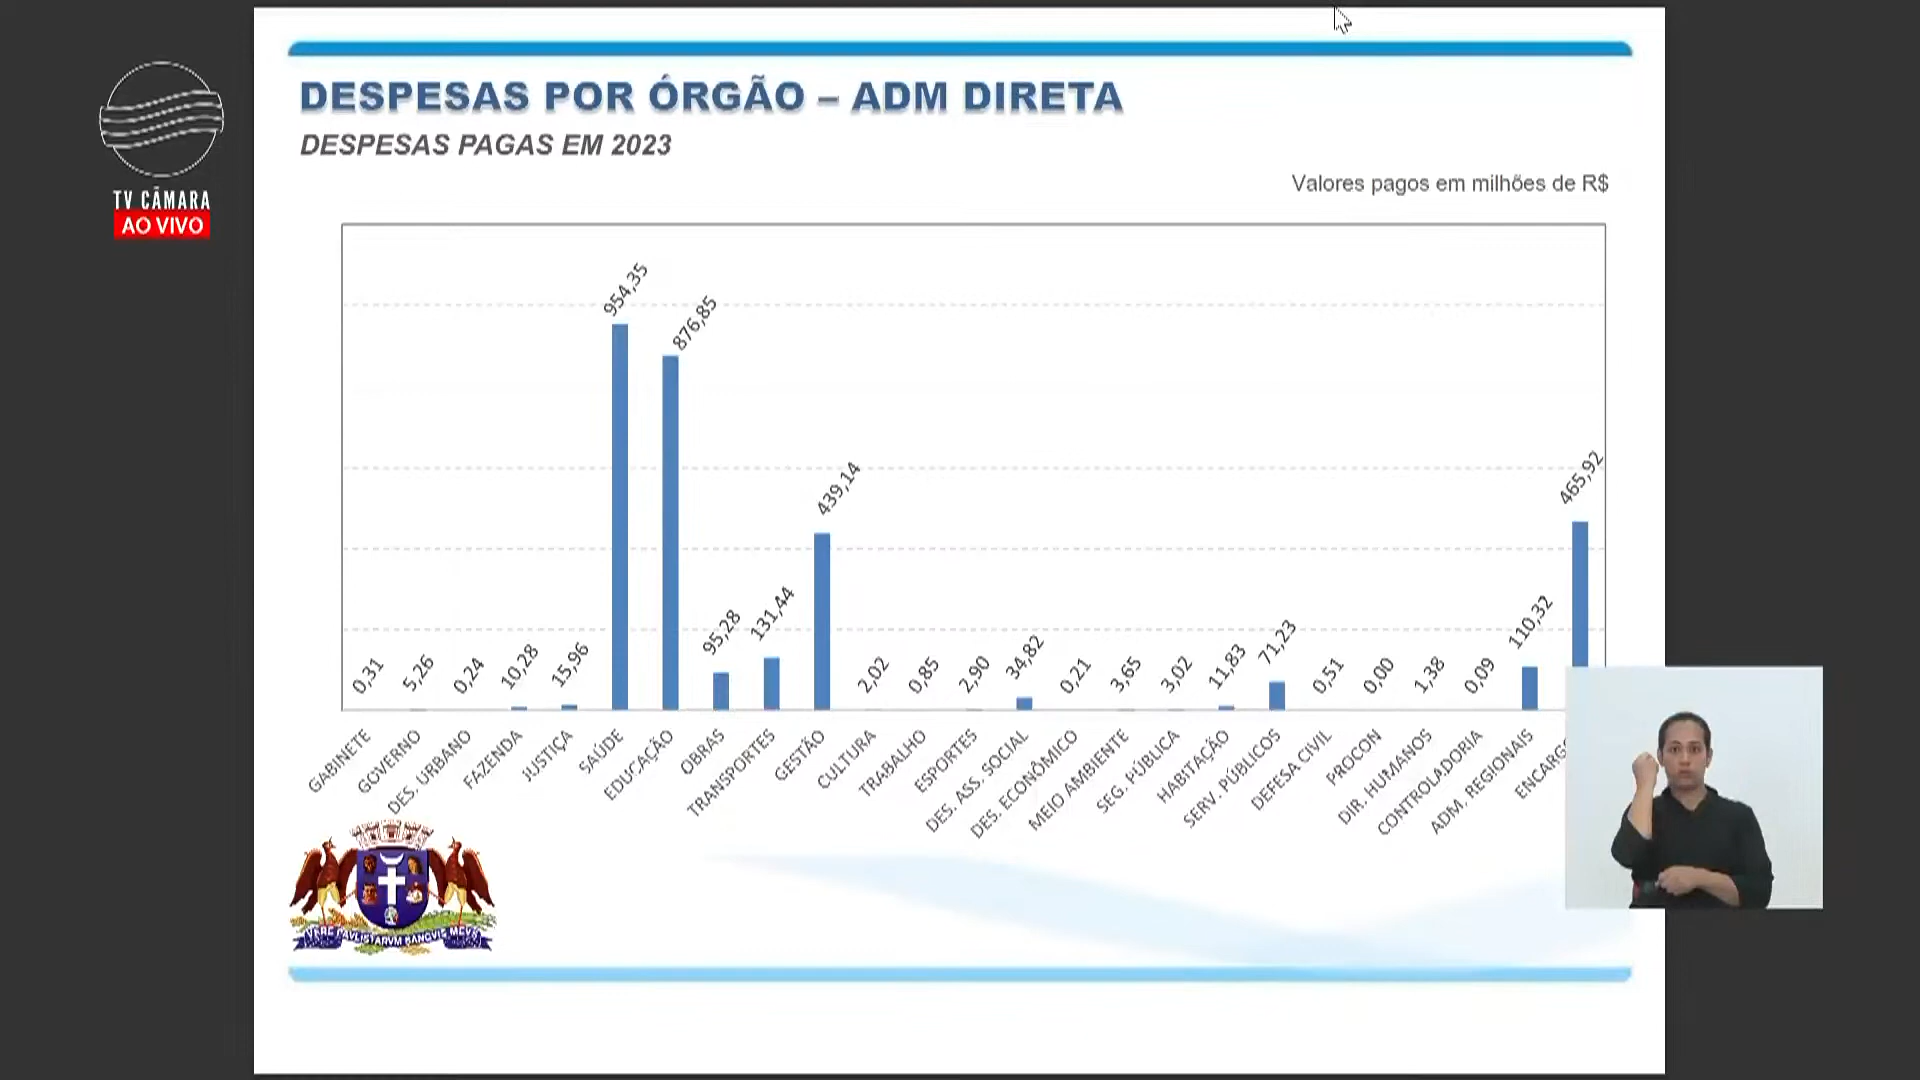 TV CÂMARA
AO VIVO
DESPESAS POR ÓRGÃO – ADM DIRETA
DESPESAS PAGAS EM 2023
Valores pagos em milhões de R$
0,31
5,26
0,24
10,28
15,96
954,35
876,85
95,28
131,44
439,14
2,02
0,85
2,90
34,82
0,21
3,65
3,02
11,83
71,23
0,51
0,00
1,38
0,09
110,32
465,92
GABINETE
GOVERNO
DES. URBANO
FAZENDA
JUSTIÇA
SAÚDE
EDUCAÇÃO
OBRAS
TRANSPORTES
GESTÃO
CULTURA
TRABALHO
ESPORTES
DES. ASS. SOCIAL
DES. ECONÔMICO
MEIO AMBIENTE
SEG. PÚBLICA
HABITAÇÃO
SERV. PÚBLICOS
DEFESA CIVIL
PROCON
DIR. HUMANOS
CONTROLADORIA
ADM. REGIONAIS
ENCARG
VERE PAVLISTARVM SANGVIS MEVS